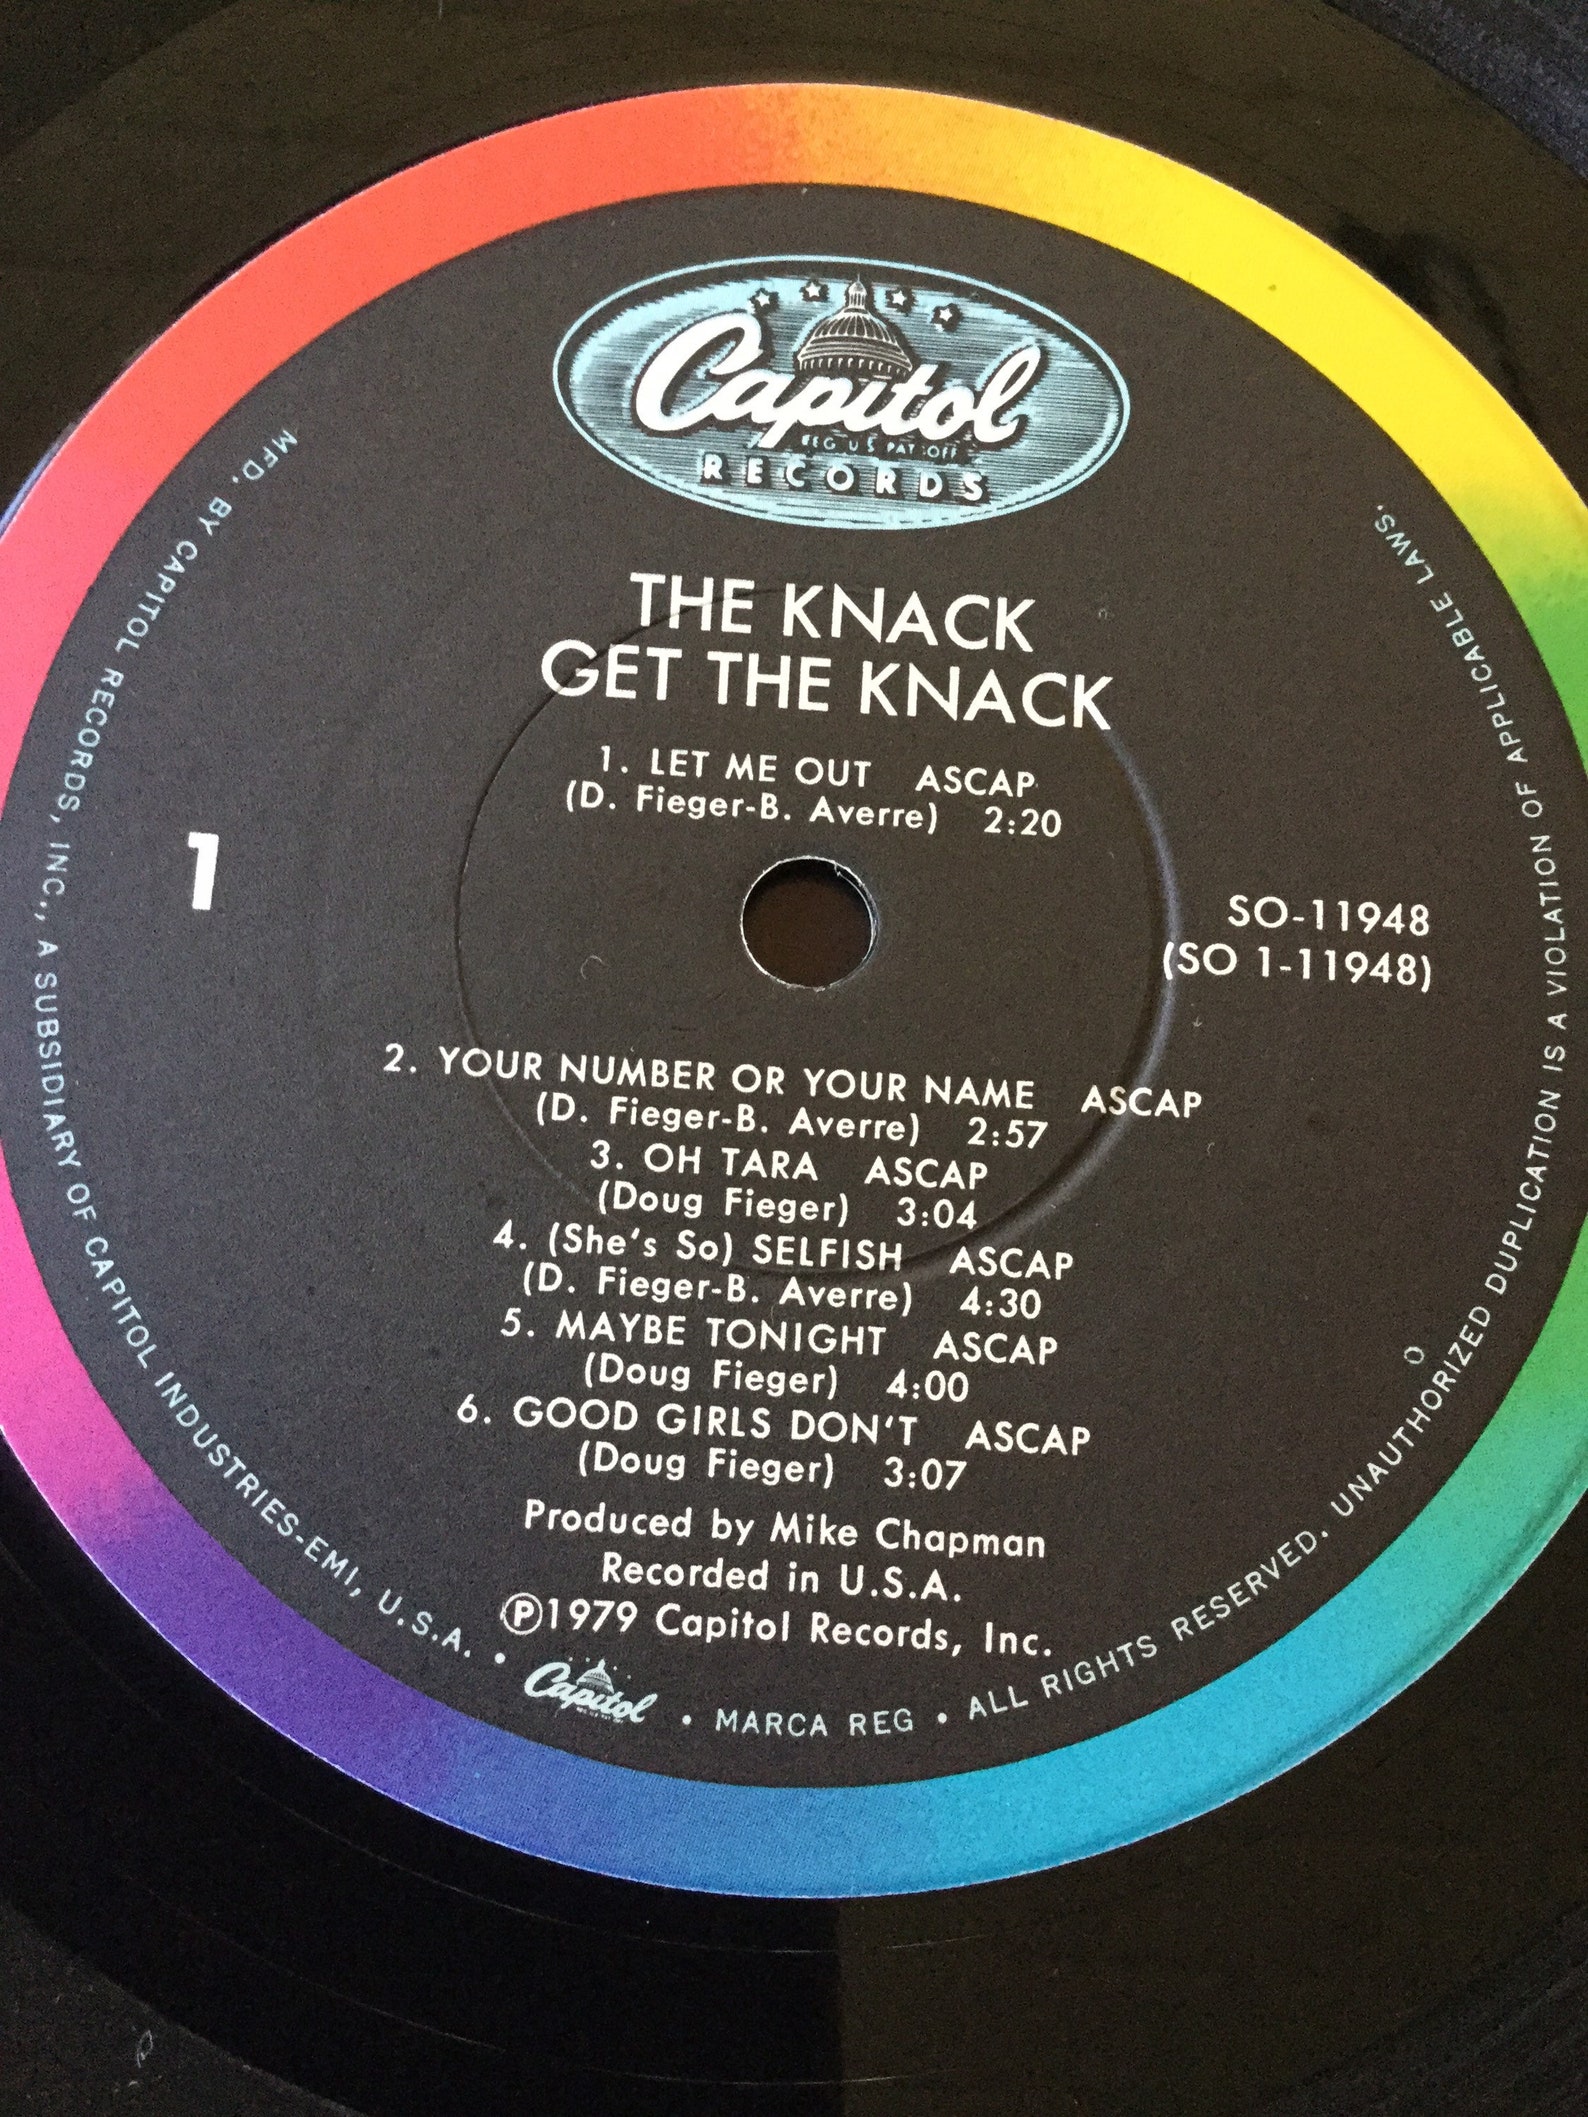 Capitol
REG. U.S. PAT. OFF.
RECORDS
THE KNACK
GET THE KNACK
1. LET ME OUT ASCAP
(D. Fieger-B. Averre) 2:20
1
SO-11948
(SO 1-11948)
2. YOUR NUMBER OR YOUR NAME ASCAP
(D. Fieger-B. Averre) 2:57
3. OH TARA ASCAP
(Doug Fieger) 3:04
4. (She's So) SELFISH ASCAP
(D. Fieger-B. Averre) 4:30
5. MAYBE TONIGHT ASCAP
(Doug Fieger) 4:00
6. GOOD GIRLS DON'T ASCAP
(Doug Fieger) 3:07
Produced by Mike Chapman
Recorded in U.S.A.
℗1979 Capitol Records, Inc.
MFD. BY CAPITOL RECORDS, INC., A SUBSIDIARY OF CAPITOL INDUSTRIES-EMI, U.S.A. • Capitol • MARCA REG • ALL RIGHTS RESERVED. UNAUTHORIZED DUPLICATION IS A VIOLATION OF APPLICABLE LAWS.